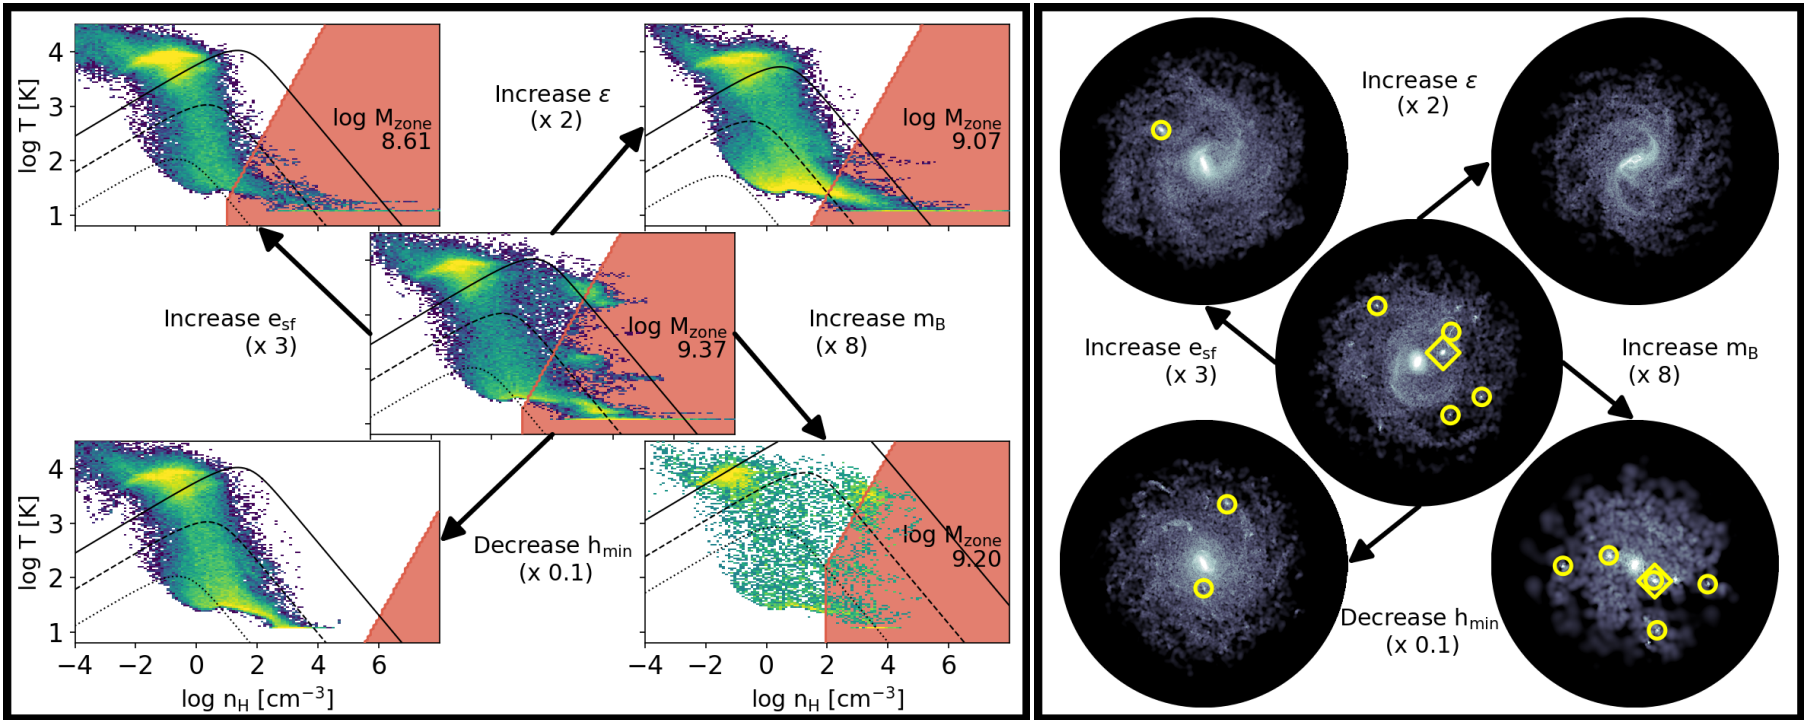 4
3
2
1
log T [K]
log M_zone
8.61
Increase ε
(x 2)
log M_zone
9.07
Increase e_sf
(x 3)
log M_zone
9.37
Increase m_B
(x 8)
4
3
2
1
log T [K]
−4 −2 0 2 4 6
log n_H [cm⁻³]
Decrease h_min
(x 0.1)
log M_zone
9.20
−4 −2 0 2 4 6
log n_H [cm⁻³]
Increase ε
(x 2)
Increase e_sf
(x 3)
Increase m_B
(x 8)
Decrease h_min
(x 0.1)